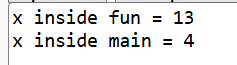 x inside fun = 13
x inside main = 4